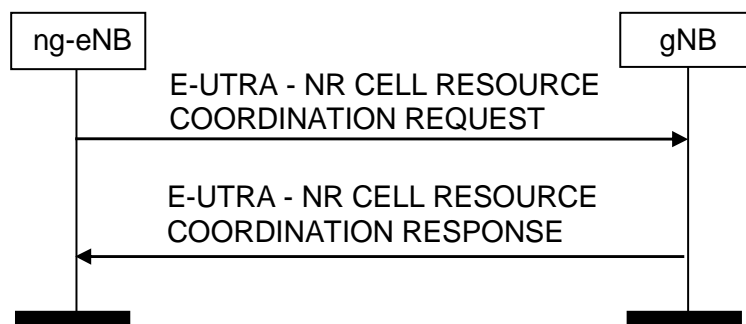 ng-eNB
gNB
E-UTRA - NR CELL RESOURCE
COORDINATION REQUEST
E-UTRA - NR CELL RESOURCE
COORDINATION RESPONSE